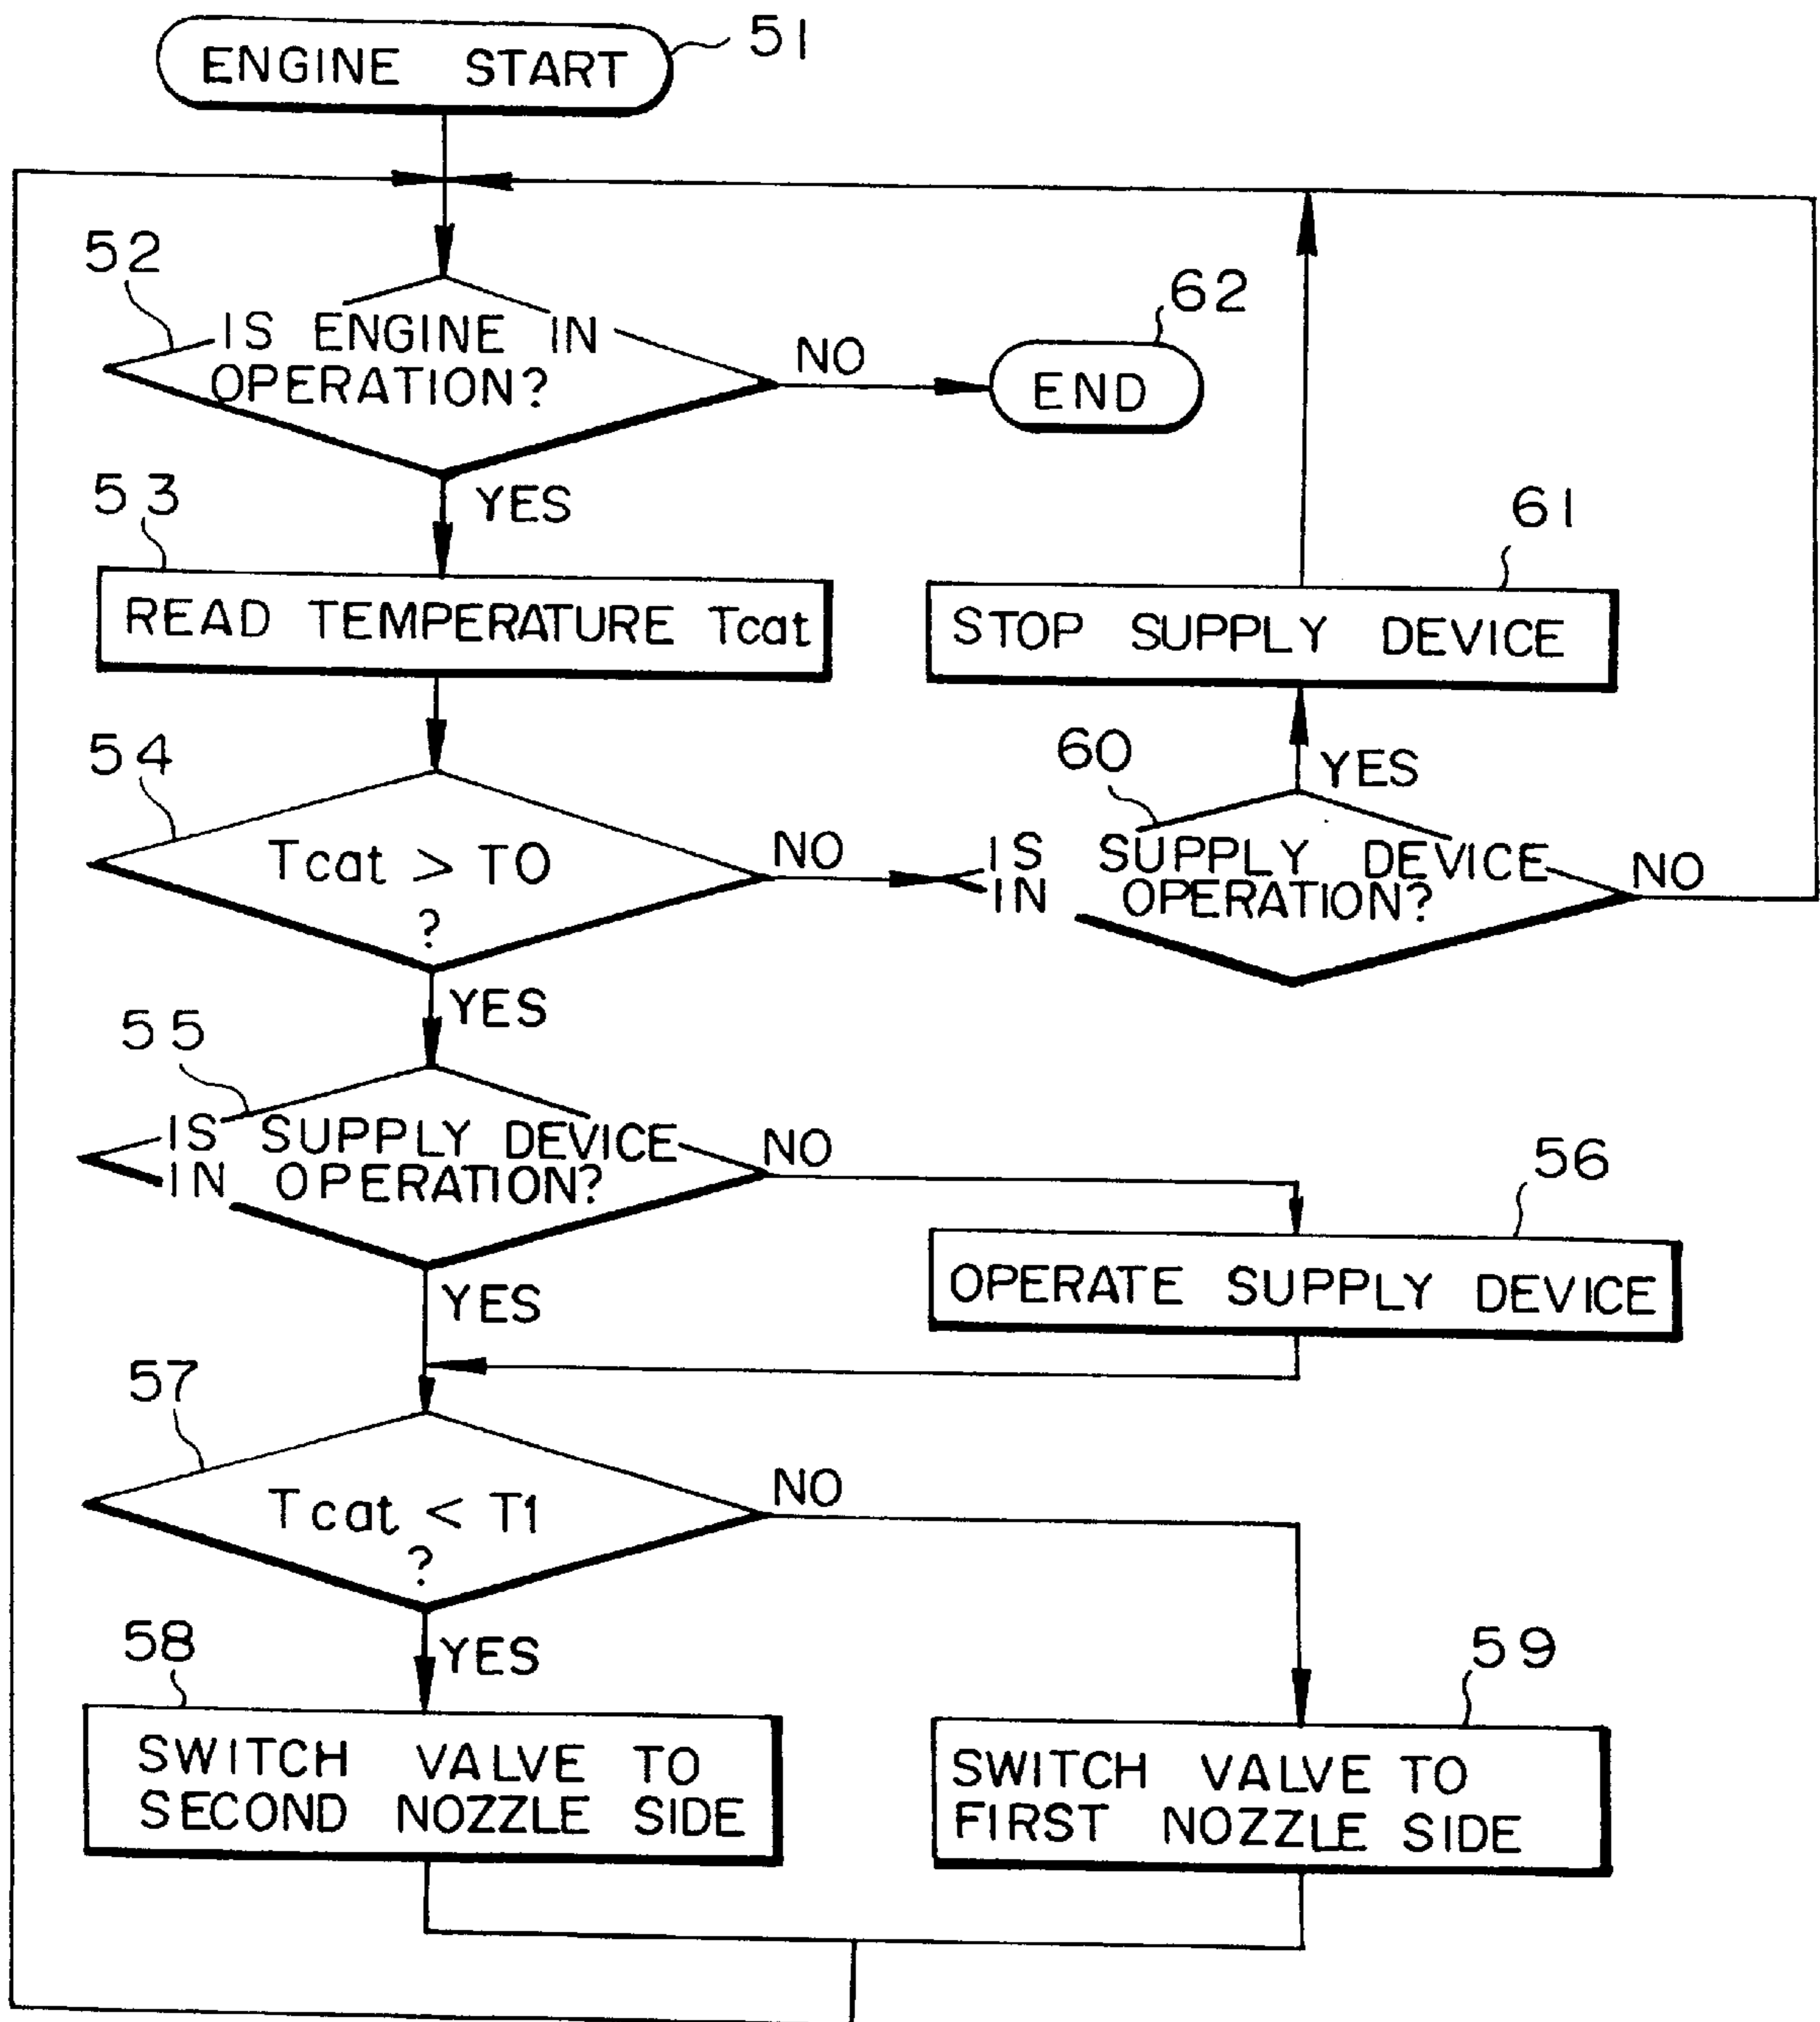 ENGINE START
51
52
IS ENGINE IN
OPERATION?
NO
62
END
YES
53
READ TEMPERATURE Tcat
61
STOP SUPPLY DEVICE
54
Tcat > TO
?
NO
60
YES
IS SUPPLY DEVICE
IN OPERATION?
NO
YES
55
IS SUPPLY DEVICE
IN OPERATION?
NO
56
OPERATE SUPPLY DEVICE
YES
57
Tcat < T1
?
NO
YES
58
SWITCH VALVE TO
SECOND NOZZLE SIDE
59
SWITCH VALVE TO
FIRST NOZZLE SIDE